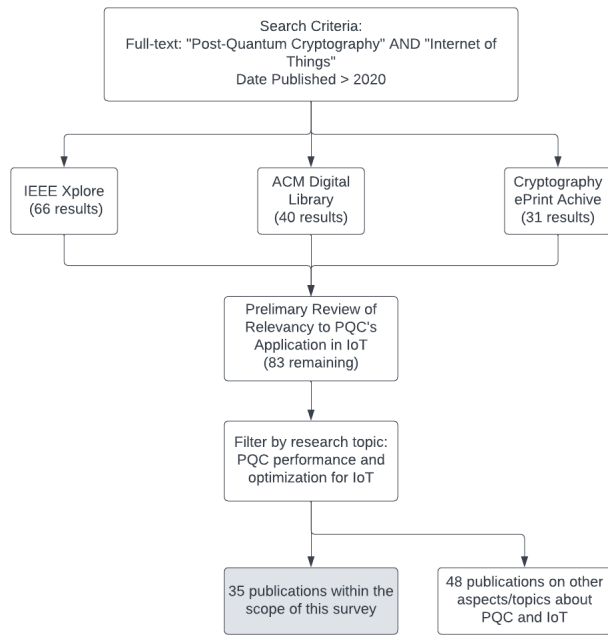 Search Criteria:
Full-text: "Post-Quantum Cryptography" AND "Internet of
Things"
Date Published > 2020
IEEE Xplore
(66 results)
ACM Digital
Library
(40 results)
Cryptography
ePrint Achive
(31 results)
Prelimary Review of
Relevancy to PQC's
Application in IoT
(83 remaining)
Filter by research topic:
PQC performance and
optimization for IoT
35 publications within the
scope of this survey
48 publications on other
aspects/topics about
PQC and IoT